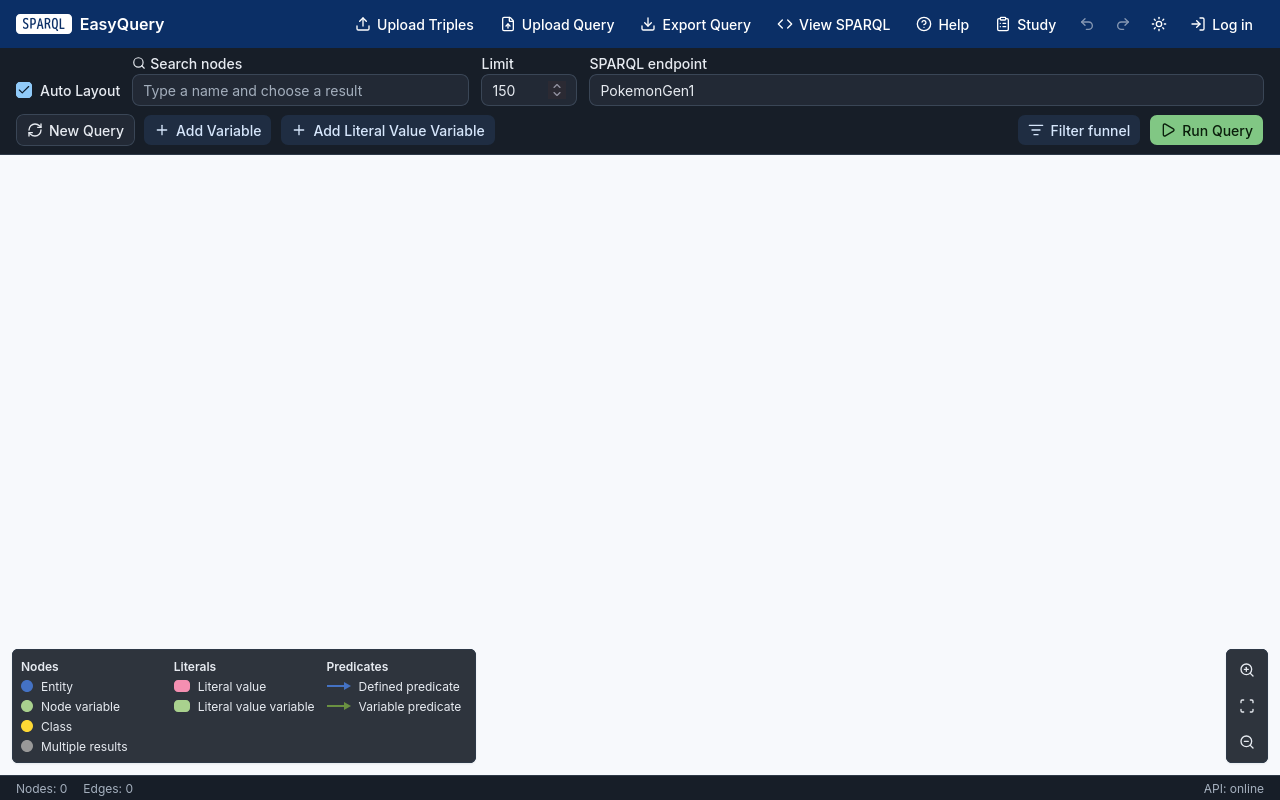 SPARQL EasyQuery
Upload Triples
Upload Query
Export Query
View SPARQL
Help
Study
Log in
Auto Layout
Search nodes
Type a name and choose a result
Limit
150
SPARQL endpoint
PokemonGen1
New Query
Add Variable
Add Literal Value Variable
Filter funnel
Run Query
Nodes
Entity
Node variable
Class
Multiple results
Literals
Literal value
Literal value variable
Predicates
Defined predicate
Variable predicate
Nodes: 0
Edges: 0
API: online